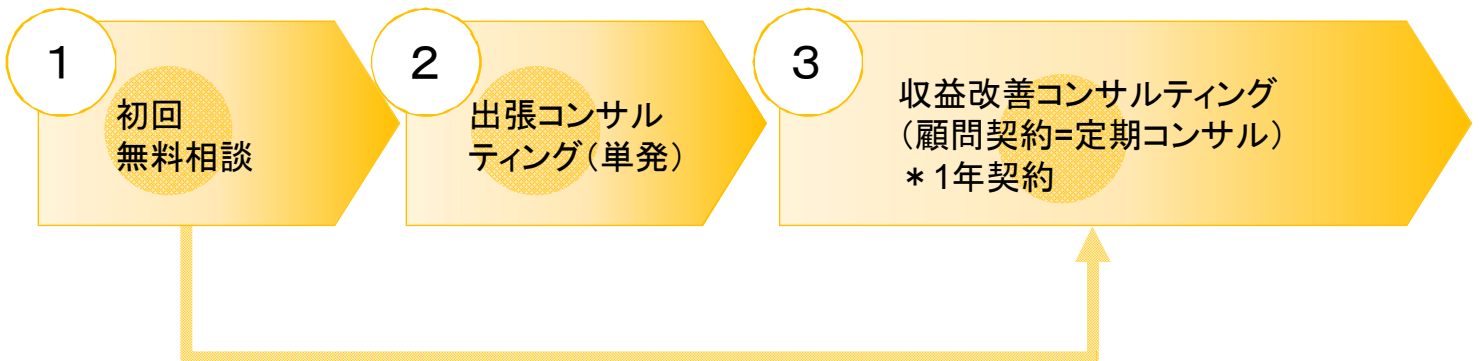 1
初回
無料相談
2
出張コンサル
ティング(単発)
3
収益改善コンサルティング
(顧問契約=定期コンサル)
*1年契約